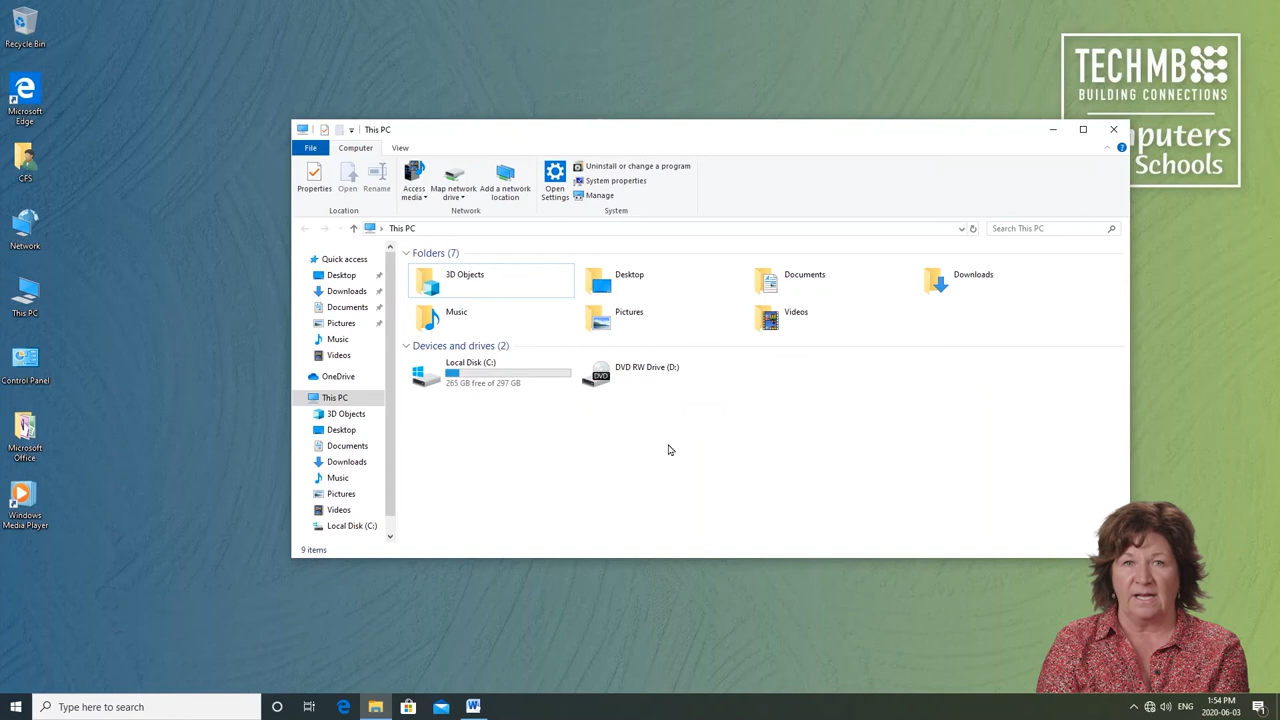 Recycle Bin
Microsoft
Edge
CFS
Network
This PC
Control Panel
Microsoft
Office
Windows
Media Player
TECHMB
BUILDING CONNECTIONS
mputers
Schools
This PC
File Computer View
Properties
Open
Rename
Access
media
Map network
drive
Add a network
location
Open
Settings
Uninstall or change a program
System properties
Manage
Location
Network
System
This PC
Search This PC
Quick access
Desktop
Downloads
Documents
Pictures
Music
Videos
OneDrive
This PC
3D Objects
Desktop
Documents
Downloads
Music
Pictures
Videos
Local Disk (C:)
Folders (7)
3D Objects
Desktop
Documents
Downloads
Music
Pictures
Videos
Devices and drives (2)
Local Disk (C:)
265 GB free of 297 GB
DVD
DVD RW Drive (D:)
9 items
Type here to search
ENG
1:54 PM
2020-06-03
1